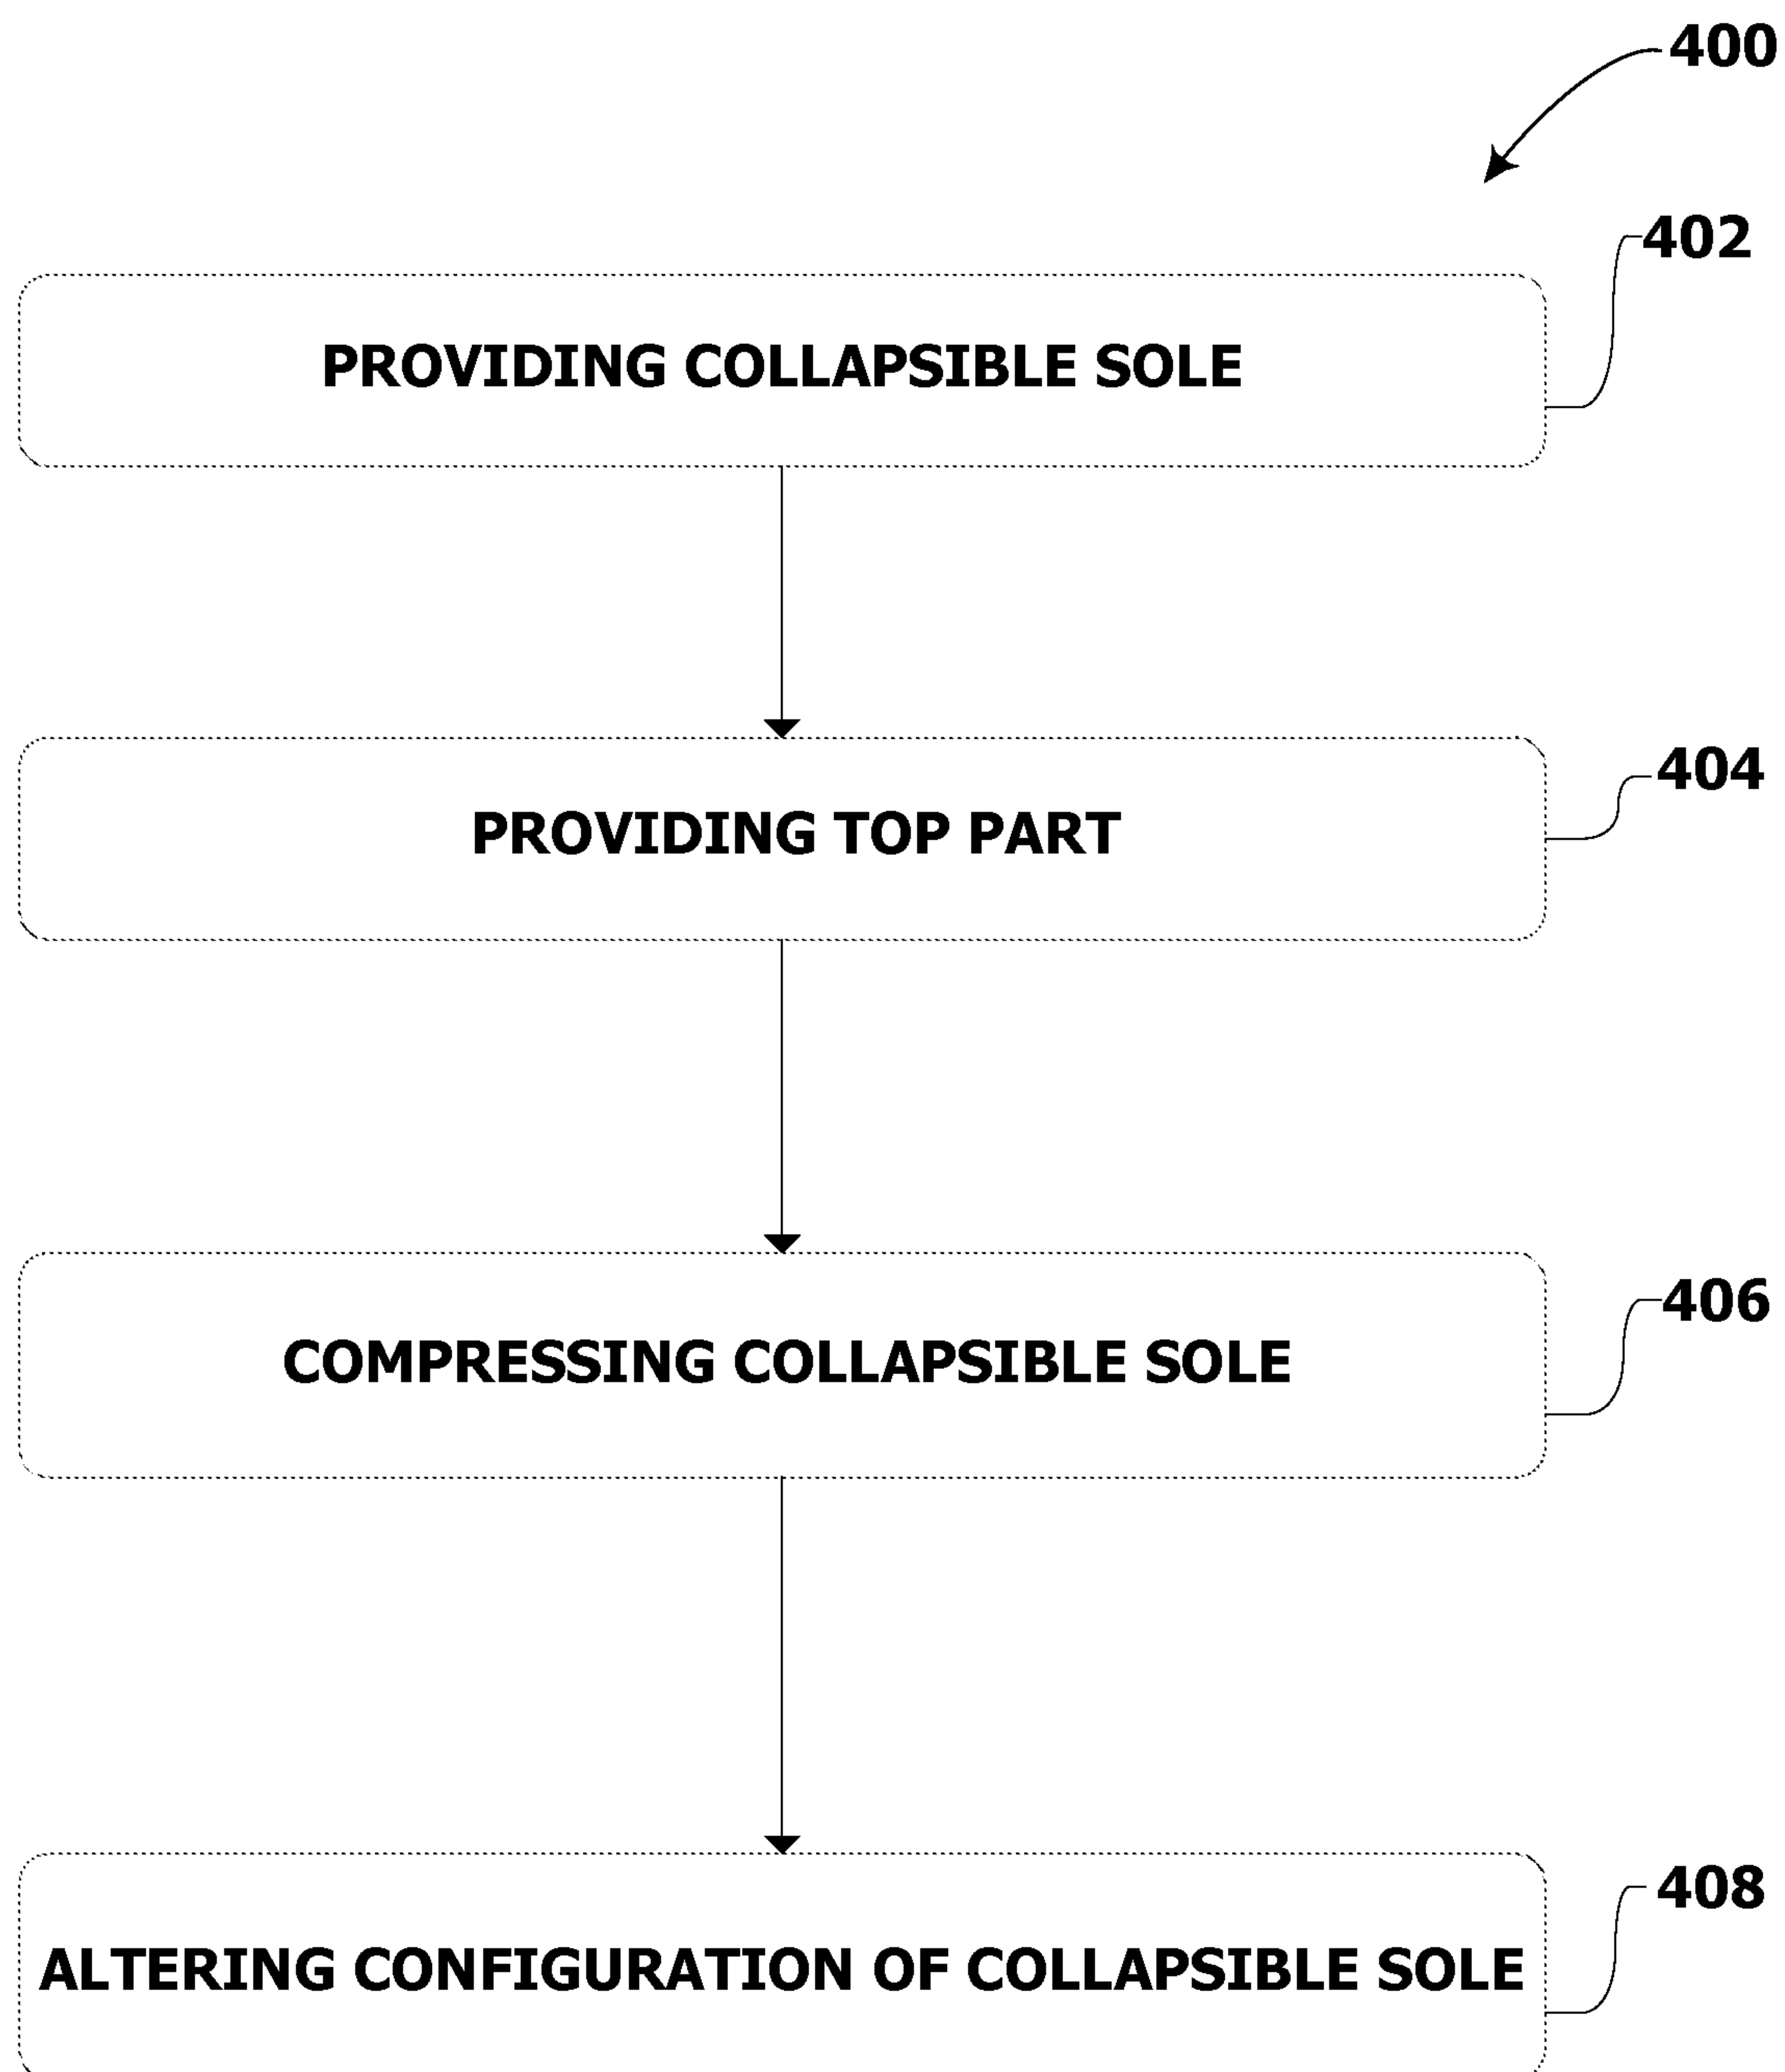 400
402
PROVIDING COLLAPSIBLE SOLE
404
PROVIDING TOP PART
406
COMPRESSING COLLAPSIBLE SOLE
408
ALTERING CONFIGURATION OF COLLAPSIBLE SOLE